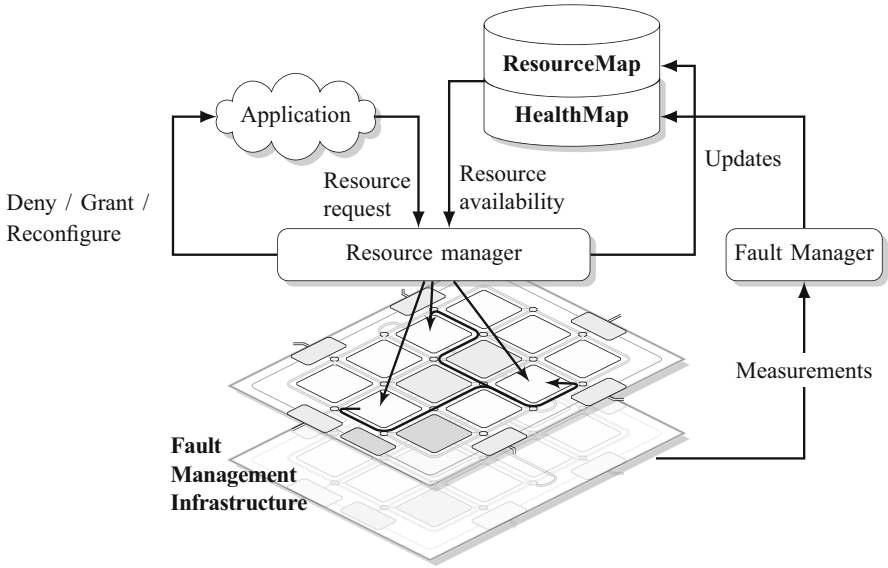 ResourceMap
HealthMap
Application
Updates
Resource
request
Resource
availability
Deny / Grant /
Reconfigure
Resource manager
Fault Manager
Measurements
Fault
Management
Infrastructure